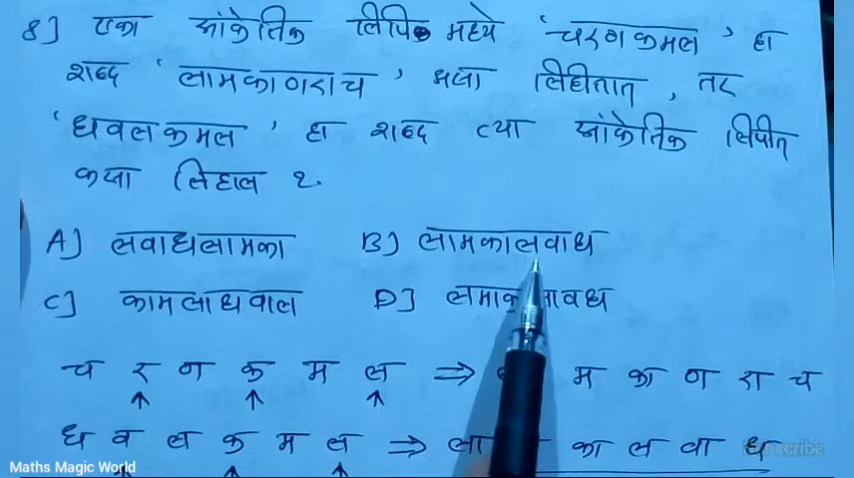 8] एका सांकेतिक लिपि मध्ये 'चरणकमल' हा
शब्द 'लामकाणराच' असा लिहीतात, तर
'धवलकमल' हा शब्द त्या सांकेतिक लिपीत
कसा लिहाल ?.
A] लवाधलामका B] लामकालवाध
C] कामलाधवाल D] लमाक
च र ण क म ल ⇒ म का ण रा च
↑ ↑ ↑
ध व ल क म ल ⇒ ला का ल वा ध
Subscribe
Maths Magic World